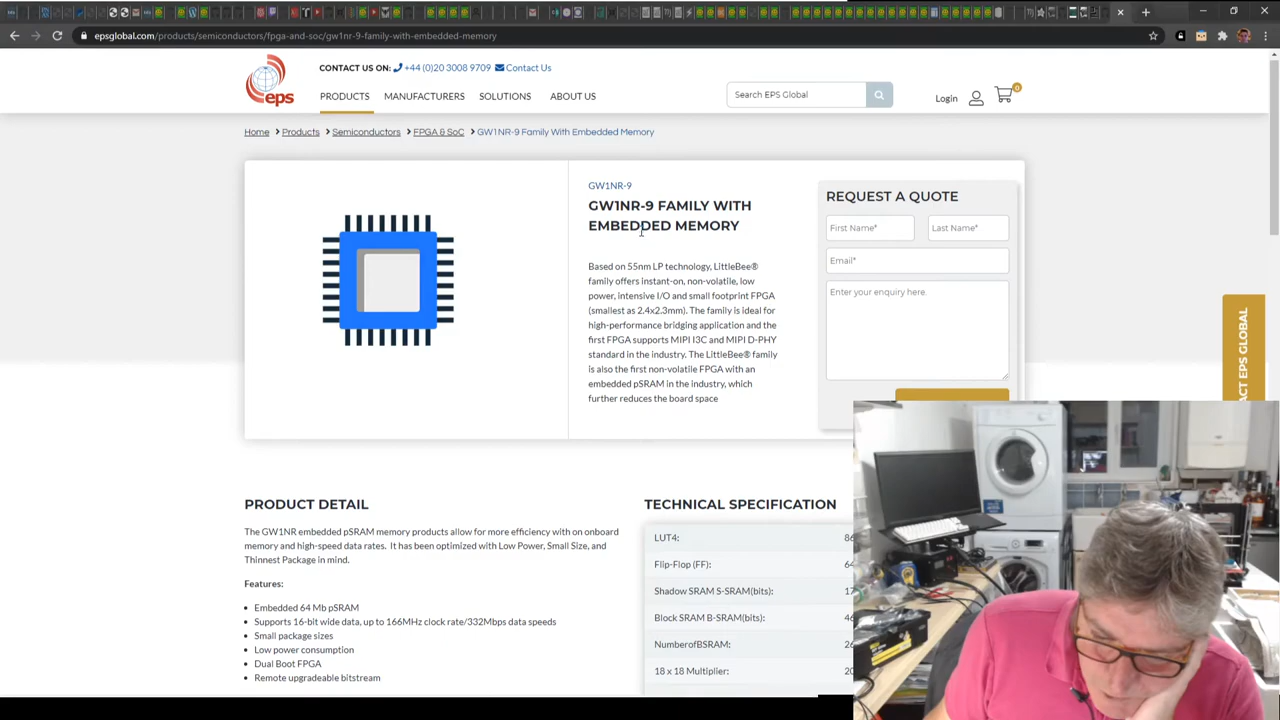 epsglobal.com/products/semiconductors/fpga-and-soc/gw1nr-9-family-with-embedded-memory
CONTACT US ON: +44 (0)20 3008 9709 Contact Us
eps
PRODUCTS MANUFACTURERS SOLUTIONS ABOUT US
Search EPS Global
Login
0
Home Products Semiconductors FPGA & SoC GW1NR-9 Family With Embedded Memory
GW1NR-9
GW1NR-9 FAMILY WITH
EMBEDDED MEMORY
Based on 55nm LP technology, LittleBee®
family offers instant-on, non-volatile, low
power, intensive I/O and small footprint FPGA
(smallest as 2.4x2.3mm). The family is ideal for
high-performance bridging application and the
first FPGA supports MIPI I3C and MIPI D-PHY
standard in the industry. The LittleBee® family
is also the first non-volatile FPGA with an
embedded pSRAM in the industry, which
further reduces the board space
REQUEST A QUOTE
First Name* Last Name*
Email*
Enter your enquiry here.
ACT EPS GLOBAL
PRODUCT DETAIL
The GW1NR embedded pSRAM memory products allow for more efficiency with on onboard
memory and high-speed data rates. It has been optimized with Low Power, Small Size, and
Thinnest Package in mind.
Features:
Embedded 64 Mb pSRAM
Supports 16-bit wide data, up to 166MHz clock rate/332Mbps data speeds
Small package sizes
Low power consumption
Dual Boot FPGA
Remote upgradeable bitstream
TECHNICAL SPECIFICATION
LUT4: 86
Flip-Flop (FF): 64
Shadow SRAM S-SRAM(bits): 17
Block SRAM B-SRAM(bits): 46
NumberofBSRAM: 26
18 x 18 Multiplier: 20